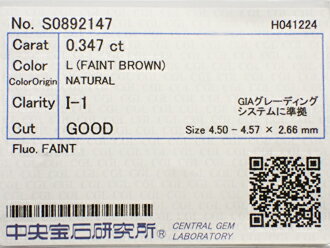 No. S0892147 H041224
Carat 0.347 ct
Color L (FAINT BROWN)
ColorOrigin NATURAL
Clarity I-1 GIAグレーディング
システムに準拠
Cut GOOD Size 4.50 - 4.57 × 2.66 mm
Fluo. FAINT
中央宝石研究所® CENTRAL GEM
LABORATORY